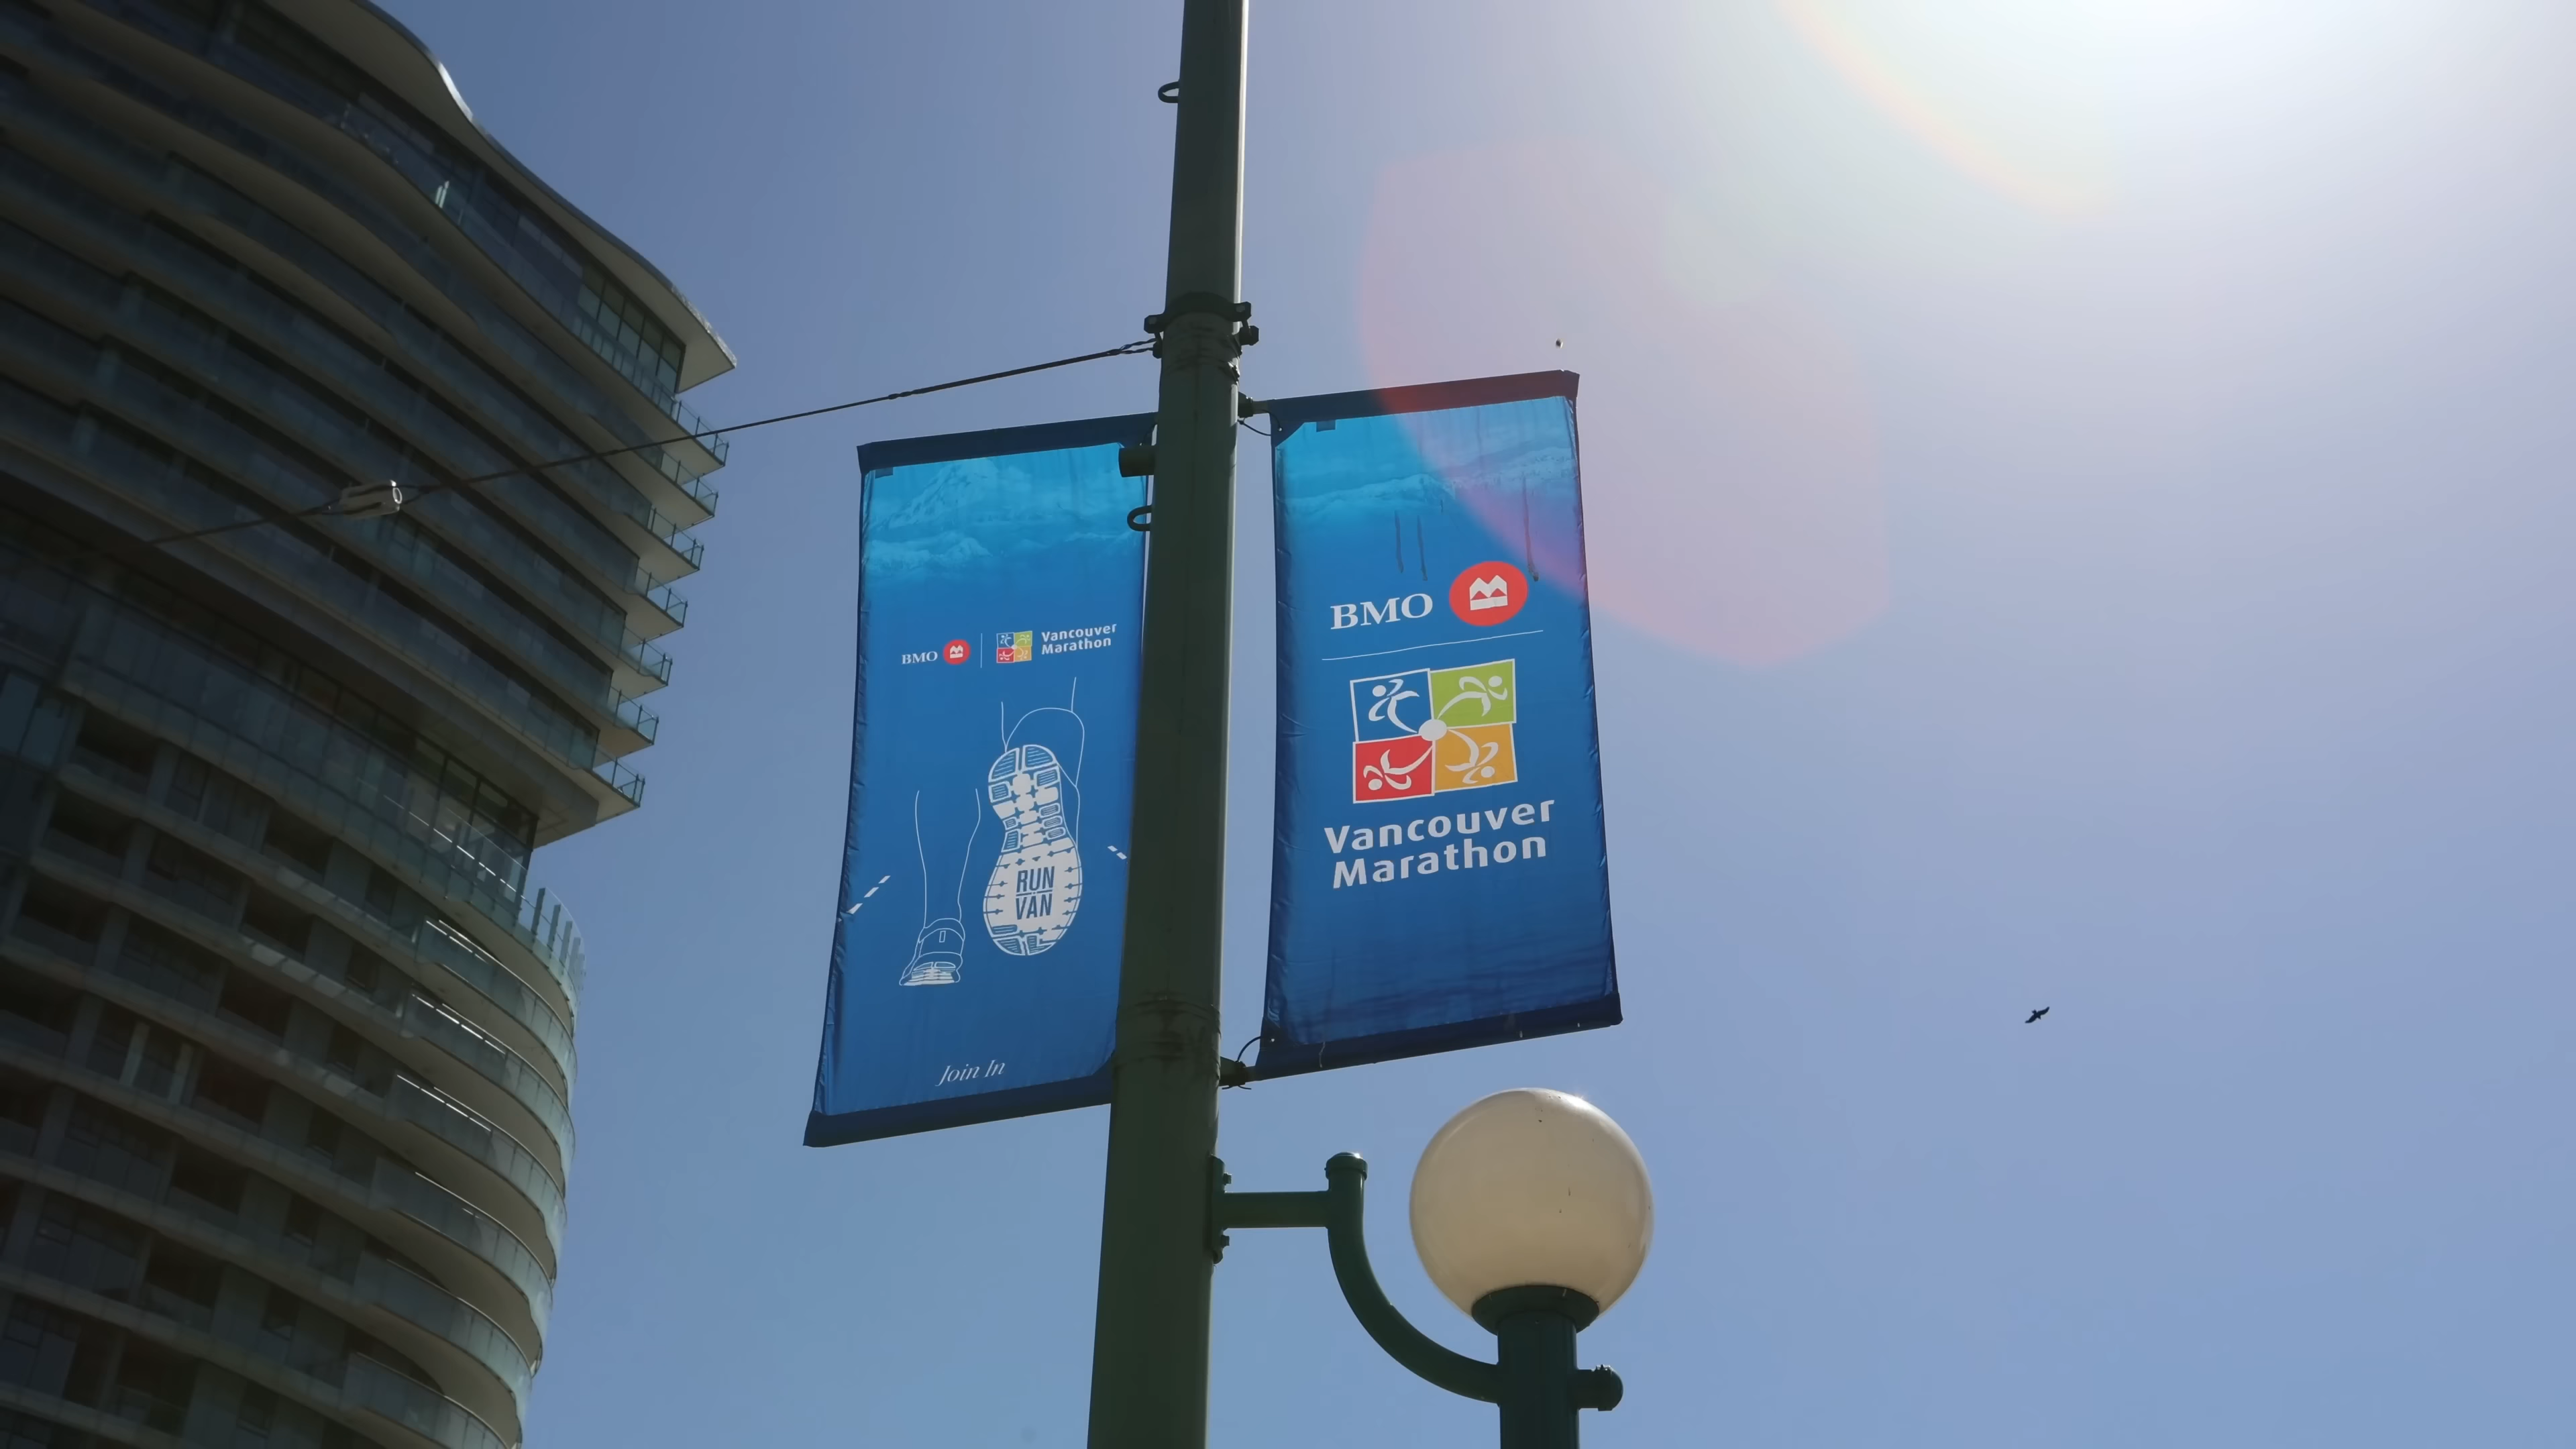 BMO
Vancouver
Marathon
RUN
VAN
Join In
BMO
Vancouver
Marathon